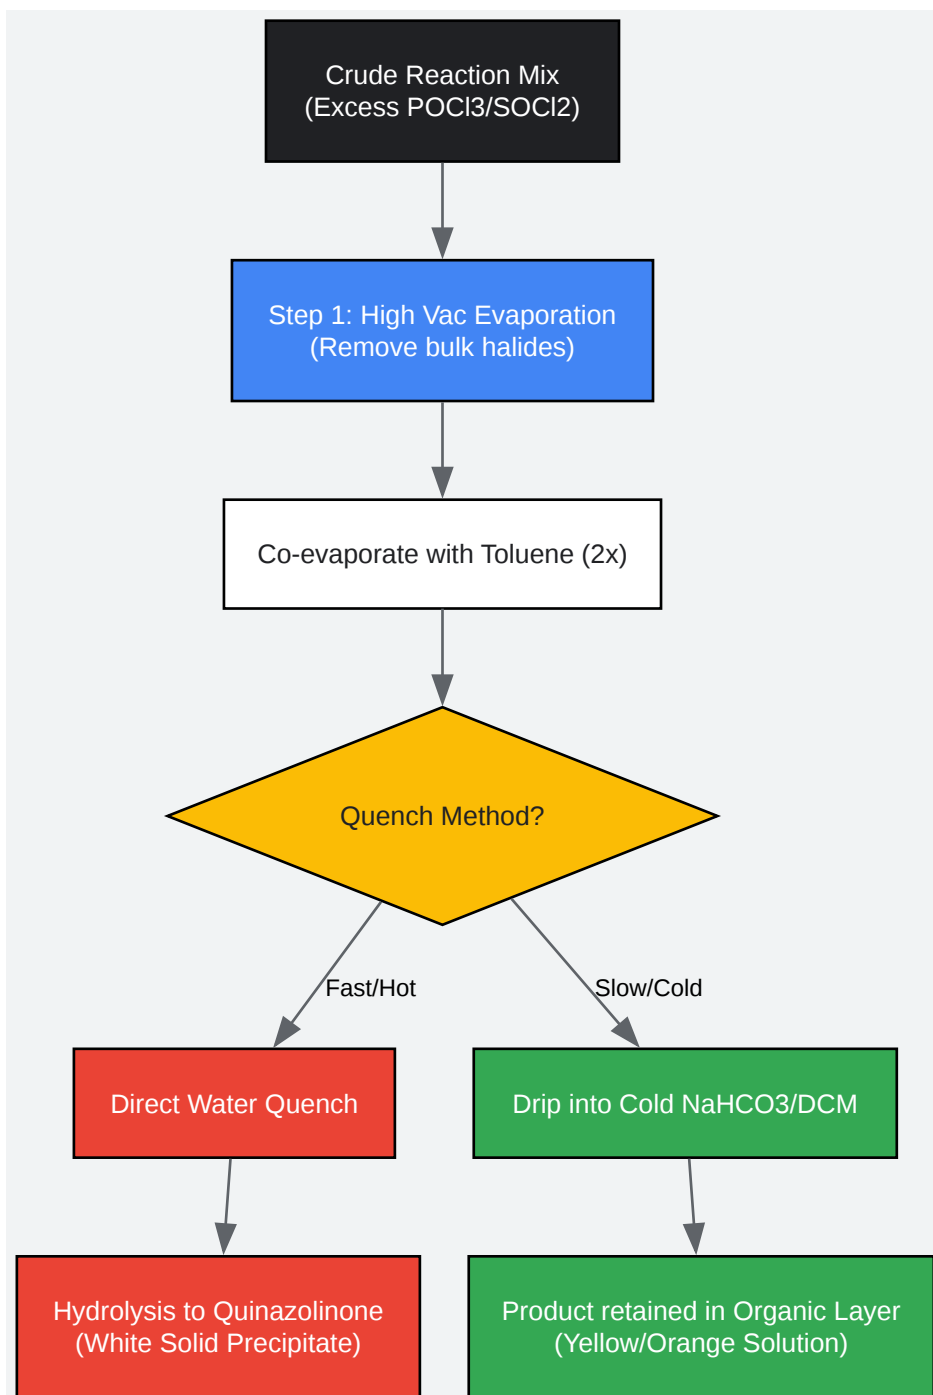 Crude Reaction Mix
(Excess POCl3/SOCl2)
Step 1: High Vac Evaporation
(Remove bulk halides)
Co-evaporate with Toluene (2x)
Quench Method?
Fast/Hot
Slow/Cold
Direct Water Quench
Drip into Cold NaHCO3/DCM
Hydrolysis to Quinazolinone
(White Solid Precipitate)
Product retained in Organic Layer
(Yellow/Orange Solution)